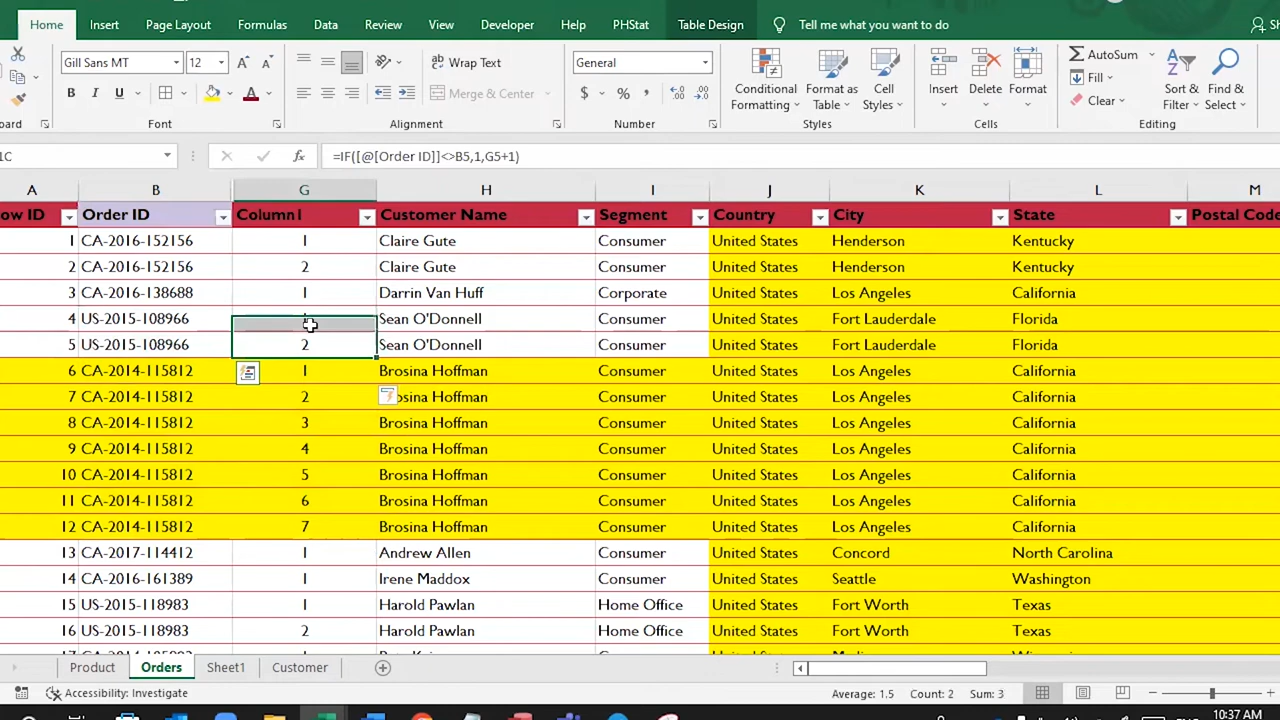 Home Insert Page Layout Formulas Data Review View Developer Help PHStat Table Design Tell me what you want to do
Gill Sans MT 12 Wrap Text General AutoSum
Merge & Center Conditional Formatting Format as Table Cell Styles Insert Delete Format Fill Sort & Filter Find & Select
Clear
Font Alignment Number Styles Cells Editing
=IF([@[Order ID]]<>B5,1,G5+1)
A B G H I J K L M
Order ID Column1 Customer Name Segment Country City State
1 CA-2016-152156 1 Claire Gute Consumer United States Henderson Kentucky
2 CA-2016-152156 2 Claire Gute Consumer United States Henderson Kentucky
3 CA-2016-138688 1 Darrin Van Huff Corporate United States Los Angeles California
4 US-2015-108966 Sean O'Donnell Consumer United States Fort Lauderdale Florida
5 US-2015-108966 2 Sean O'Donnell Consumer United States Fort Lauderdale Florida
6 CA-2014-115812 1 Brosina Hoffman Consumer United States Los Angeles California
7 CA-2014-115812 2 Consumer United States Los Angeles California
8 CA-2014-115812 3 Brosina Hoffman Consumer United States Los Angeles California
9 CA-2014-115812 4 Brosina Hoffman Consumer United States Los Angeles California
10 CA-2014-115812 5 Brosina Hoffman Consumer United States Los Angeles California
11 CA-2014-115812 6 Brosina Hoffman Consumer United States Los Angeles California
12 CA-2014-115812 7 Brosina Hoffman Consumer United States Los Angeles California
13 CA-2017-114412 1 Andrew Allen Consumer United States Concord North Carolina
14 CA-2016-161389 1 Irene Maddox Consumer United States Seattle Washington
15 US-2015-118983 1 Harold Pawlan Home Office United States Fort Worth Texas
16 US-2015-118983 2 Harold Pawlan Home Office United States Fort Worth Texas
Product Orders Sheet1 Customer
Accessibility: Investigate Average: 1.5 Count: 2 Sum: 3
10:37 AM